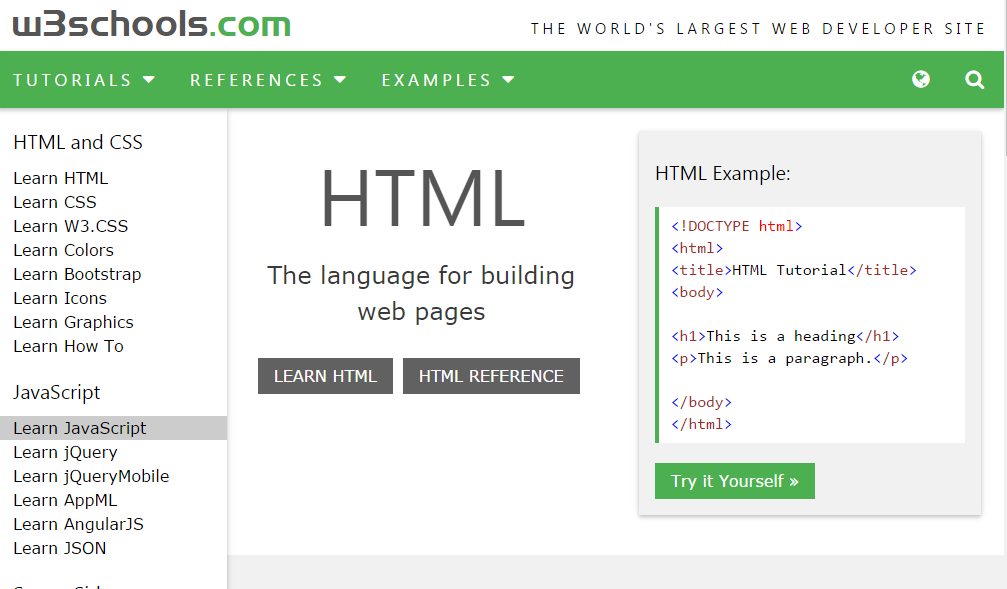 w3schools.com
THE WORLD'S LARGEST WEB DEVELOPER SITE
TUTORIALS
REFERENCES
EXAMPLES
HTML and CSS
Learn HTML
Learn CSS
Learn W3.CSS
Learn Colors
Learn Bootstrap
Learn Icons
Learn Graphics
Learn How To
JavaScript
Learn JavaScript
Learn jQuery
Learn jQueryMobile
Learn AppML
Learn AngularJS
Learn JSON
HTML
The language for building
web pages
LEARN HTML
HTML REFERENCE
HTML Example:
<!DOCTYPE html>
<html>
<title>HTML Tutorial</title>
<body>
<h1>This is a heading</h1>
<p>This is a paragraph.</p>
</body>
</html>
Try it Yourself »